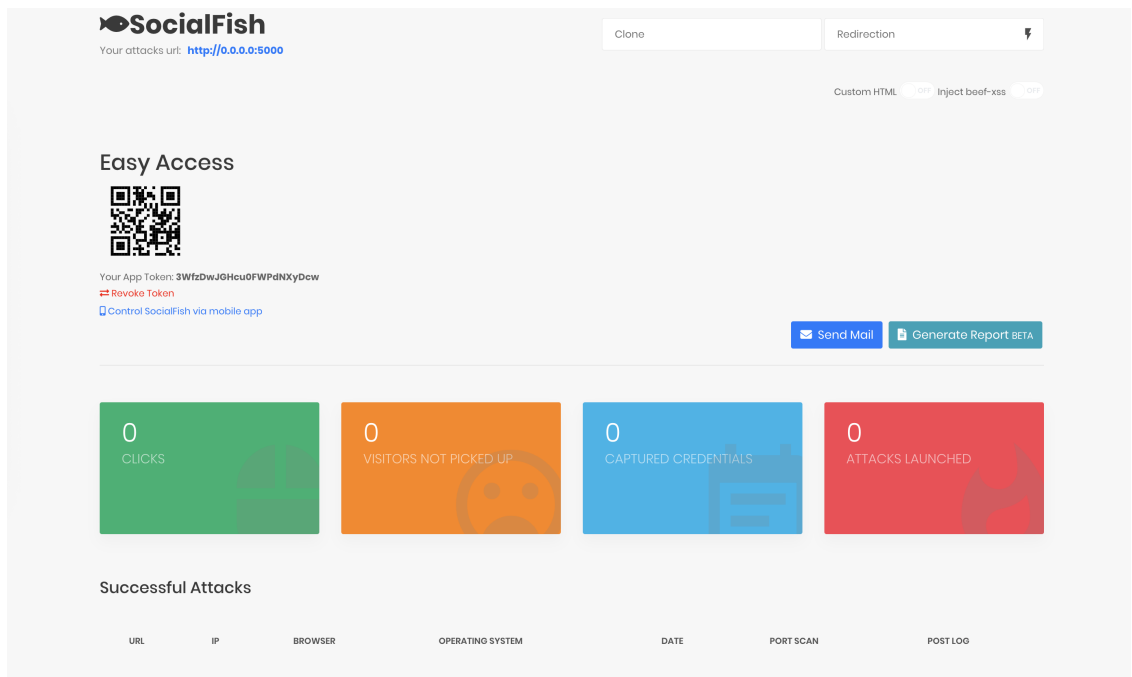 SocialFish
Your attacks url: http://0.0.0.0:5000
Clone
Redirection
Custom HTML OFF Inject beef-xss OFF
Easy Access
Your App Token: 3WfzDwJGHcu0FWPdNXyDcw
Revoke Token
Control SocialFish via mobile app
Send Mail
Generate Report BETA
0
CLICKS
0
VISITORS NOT PICKED UP
0
CAPTURED CREDENTIALS
0
ATTACKS LAUNCHED
Successful Attacks
URL IP BROWSER OPERATING SYSTEM DATE PORT SCAN POST LOG